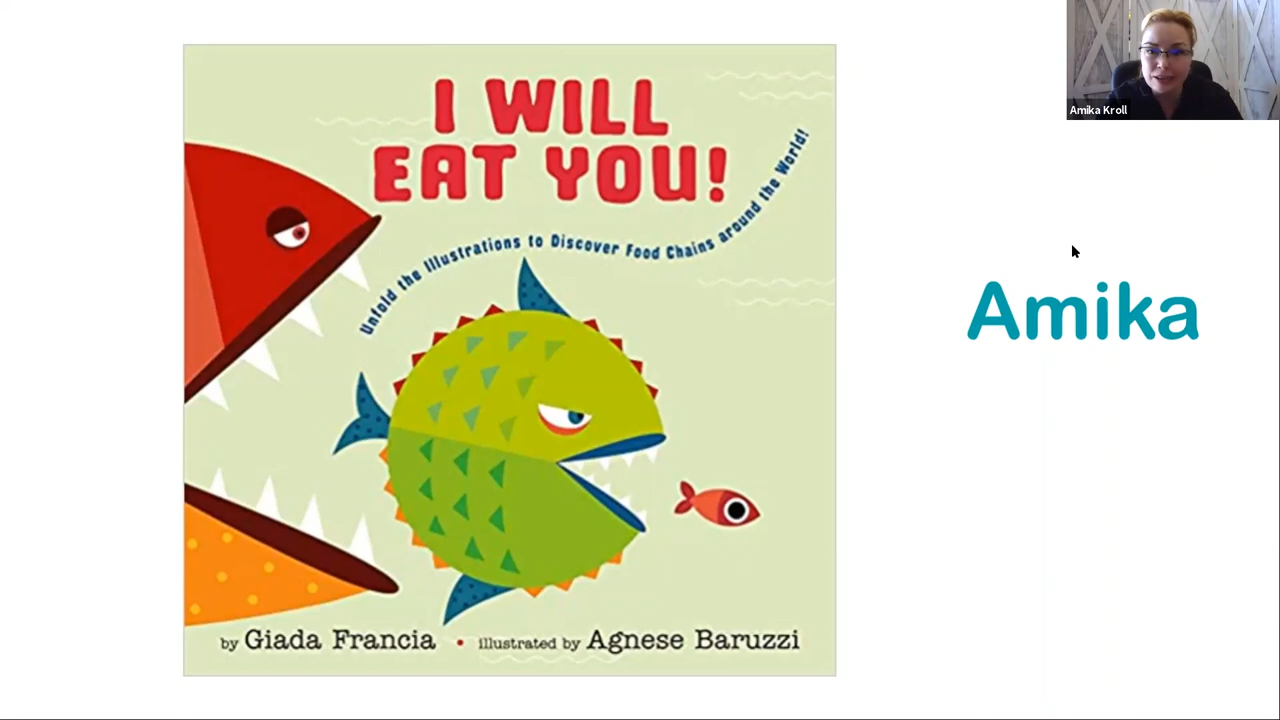 I WILL
EAT YOU!
Unfold the Illustrations to Discover Food Chains around the World!
by Giada Francia • illustrated by Agnese Baruzzi
Amika Kroll
Amika